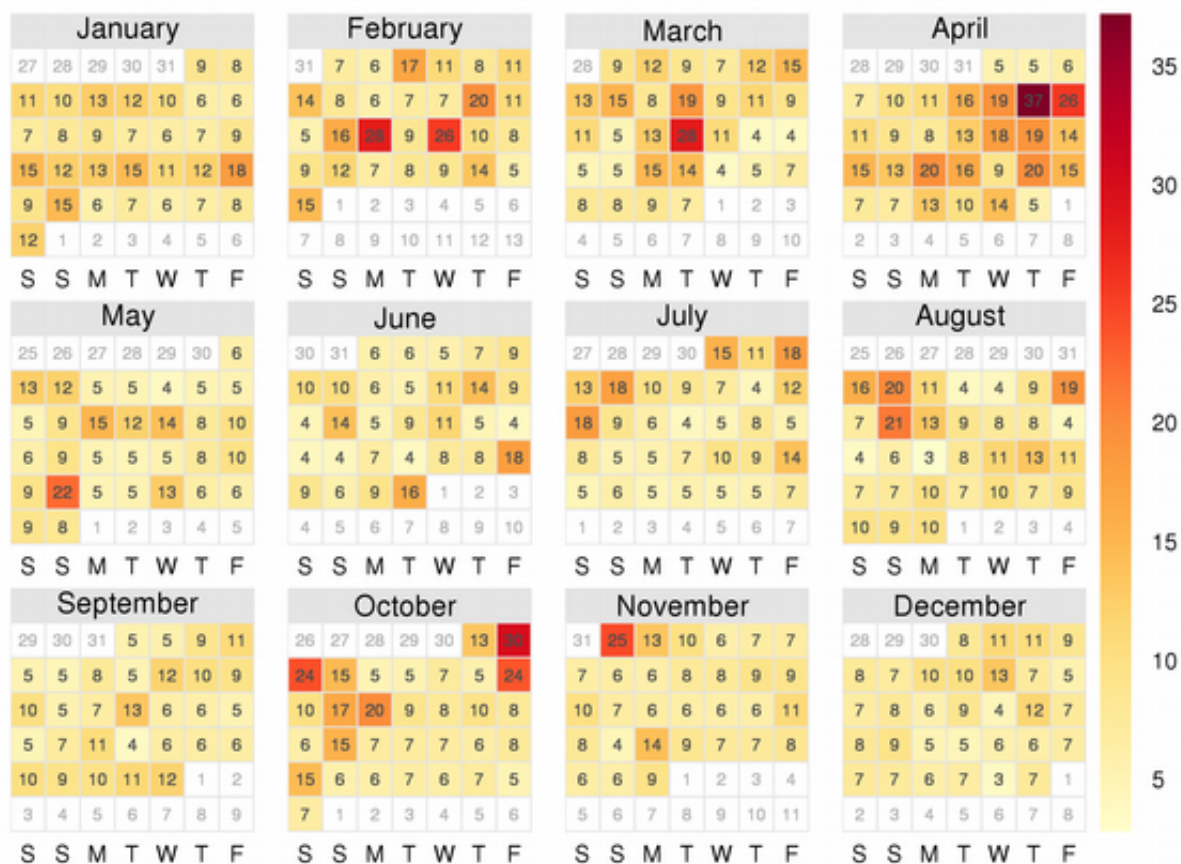 January
27 28 29 30 31 9 8
11 10 13 12 10 6 6
7 8 9 7 6 7 9
15 12 13 15 11 12 18
9 15 6 7 6 7 8
12 1 2 3 4 5 6
S S M T W T F
February
31 7 6 17 11 8 11
14 8 6 7 7 20 11
5 16 28 9 26 10 8
9 12 7 8 9 14 5
15 1 2 3 4 5 6
7 8 9 10 11 12 13
S S M T W T F
March
28 9 12 9 7 12 15
13 15 8 19 9 11 9
11 5 13 28 11 4 4
5 5 15 14 4 5 7
8 8 9 7 1 2 3
4 5 6 7 8 9 10
S S M T W T F
April
28 29 30 31 5 5 6
7 10 11 16 19 37 26
11 9 8 13 18 19 14
15 13 20 16 9 20 15
7 7 13 10 14 5 1
2 3 4 5 6 7 8
S S M T W T F
35
30
25
20
15
10
5
May
25 26 27 28 29 30 6
13 12 5 5 4 5 5
5 9 15 12 14 8 10
6 9 5 5 5 8 10
9 22 5 5 13 6 6
9 8 1 2 3 4 5
S S M T W T F
June
30 31 6 6 5 7 9
10 10 6 5 11 14 9
4 14 5 9 11 5 4
4 4 7 4 8 8 18
9 6 9 16 1 2 3
4 5 6 7 8 9 10
S S M T W T F
July
27 28 29 30 15 11 18
13 18 10 9 7 4 12
18 9 6 4 5 8 5
8 5 5 7 10 9 14
5 6 5 5 5 5 7
1 2 3 4 5 6 7
S S M T W T F
August
25 26 27 28 29 30 31
16 20 11 4 4 9 19
7 21 13 9 8 8 4
4 6 3 8 11 13 11
7 7 10 7 10 7 9
10 9 10 1 2 3 4
S S M T W T F
September
29 30 31 5 5 9 11
5 5 8 5 12 10 9
10 5 7 13 6 6 5
5 7 11 4 6 6 6
10 9 10 11 12 1 2
3 4 5 6 7 8 9
S S M T W T F
October
26 27 28 29 30 13 30
24 15 5 5 7 5 24
10 17 20 9 8 10 8
6 15 7 7 7 6 8
15 6 6 7 6 7 5
7 1 2 3 4 5 6
S S M T W T F
November
31 25 13 10 6 7 7
7 6 6 8 8 9 9
10 7 6 6 6 6 11
8 4 14 9 7 7 8
6 6 9 1 2 3 4
5 6 7 8 9 10 11
S S M T W T F
December
28 29 30 8 11 11 9
8 7 10 10 13 7 5
7 8 6 9 4 12 7
8 9 5 5 6 6 7
7 7 6 7 3 7 1
2 3 4 5 6 7 8
S S M T W T F